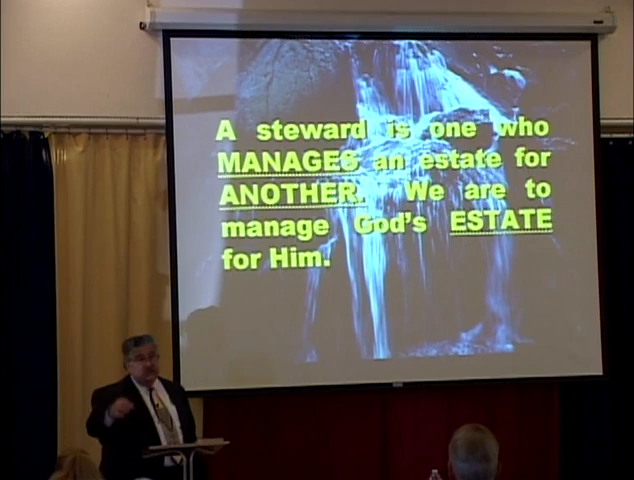 A steward is one who
MANAGES an estate for
ANOTHER. We are to
manage God's ESTATE
for Him.